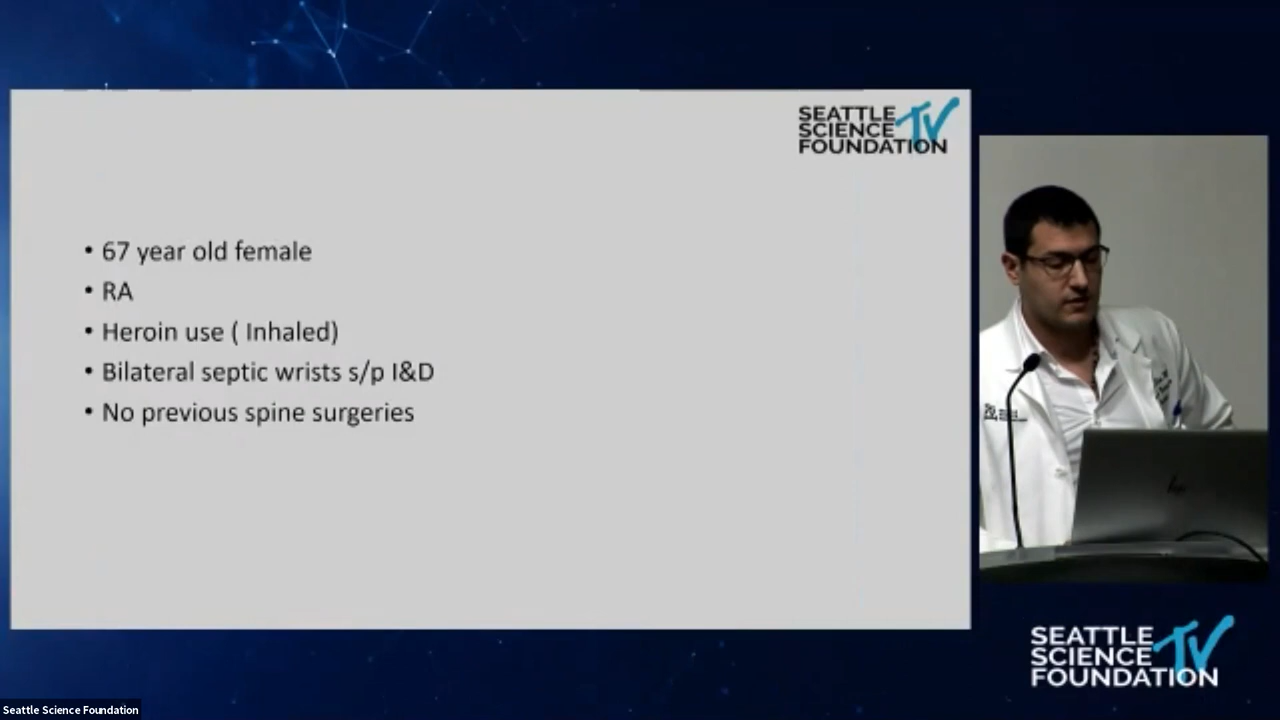 SEATTLE
SCIENCE TV
FOUNDATION
• 67 year old female
• RA
• Heroin use ( Inhaled)
• Bilateral septic wrists s/p I&D
• No previous spine surgeries
hp
SEATTLE
SCIENCE TV
FOUNDATION
Seattle Science Foundation